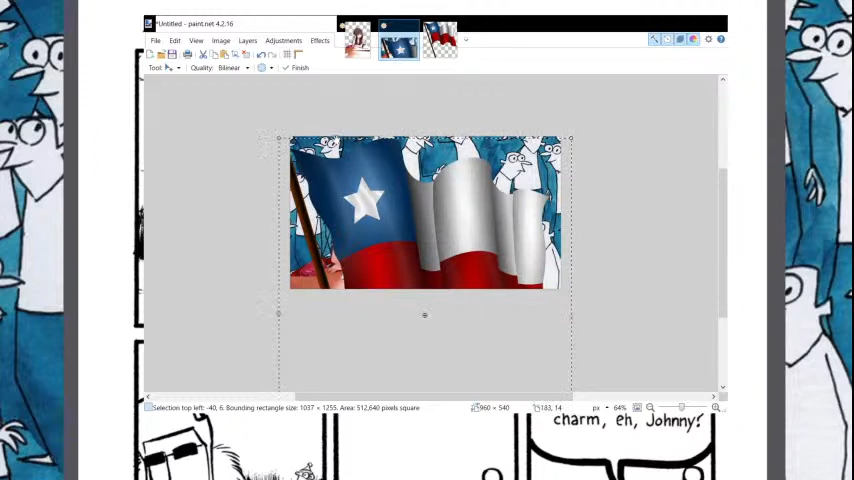 *Untitled - paint.net 4.2.16
File Edit View Image Layers Adjustments Effects
Tool: Quality: Bilinear Finish
Selection top left: -40, 6. Bounding rectangle size: 1037 × 1255. Area: 512,640 pixels square 960 × 540 183, 14 px 64%
charm, eh, Johnny?